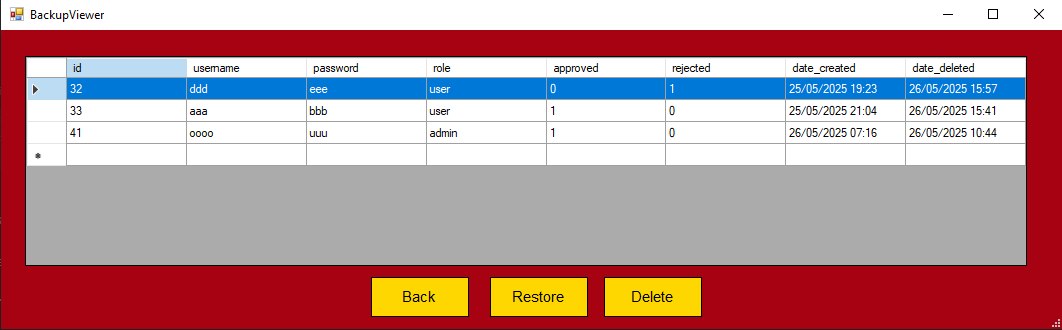 BackupViewer
id username password role approved rejected date_created date_deleted
32 ddd eee user 0 1 25/05/2025 19:23 26/05/2025 15:57
33 aaa bbb user 1 0 25/05/2025 21:04 26/05/2025 15:41
41 oooo uuu admin 1 0 26/05/2025 07:16 26/05/2025 10:44
Back Restore Delete